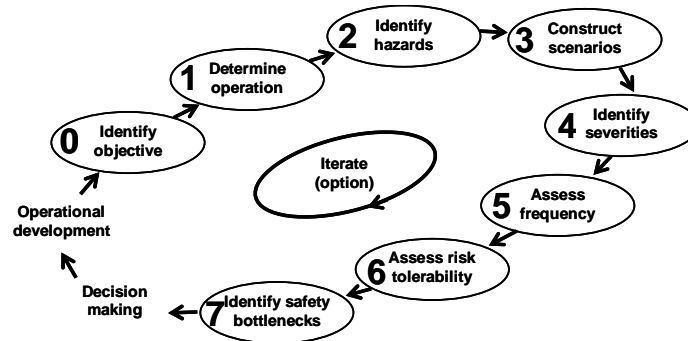 0 Identify
objective
1 Determine
operation
2 Identify
hazards
3 Construct
scenarios
4 Identify
severities
5 Assess
frequency
6 Assess risk
tolerability
7 Identify safety
bottlenecks
Decision
making
Operational
development
Iterate
(option)